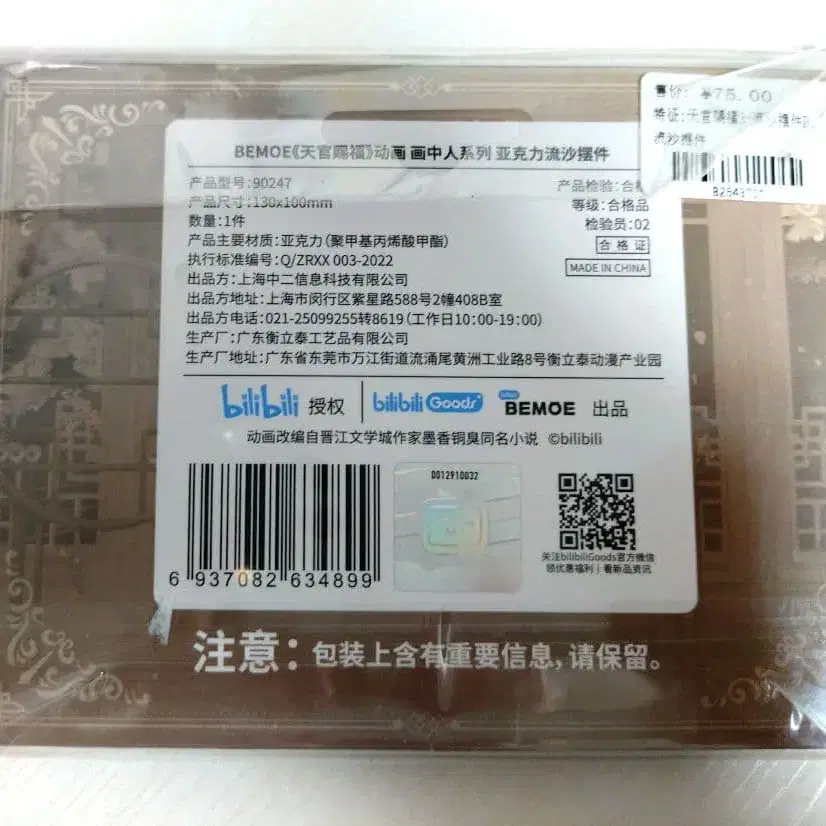 售价: ¥75.00
特征:天官赐福
流沙摆件
BEMOE《天官赐福》动画 画中人系列 亚克力流沙摆件
产品型号:90247
产品检验:合格
产品尺寸:130x100mm
等级:合格品
数量:1件
检验员:02
产品主要材质:亚克力(聚甲基丙烯酸甲酯)
合格证
执行标准编号:Q/ZRXX 003-2022
MADE IN CHINA
出品方:上海中二信息科技有限公司
出品方地址:上海市闵行区紫星路588号2幢408B室
出品方电话:021-25099255转8619(工作日10:00-19:00)
生产厂:广东衡立泰工艺品有限公司
生产厂地址:广东省东莞市万江街道流涌尾黄洲工业路8号衡立泰动漫产业园
bilibili 授权 bilibili Goods BEMOE 出品
动画改编自晋江文学城作家墨香铜臭同名小说 ©bilibili
D012910032
6 937082 634899
关注bilibiliGoods官方微信
领优惠福利|看新品资讯
注意:包装上含有重要信息,请保留。